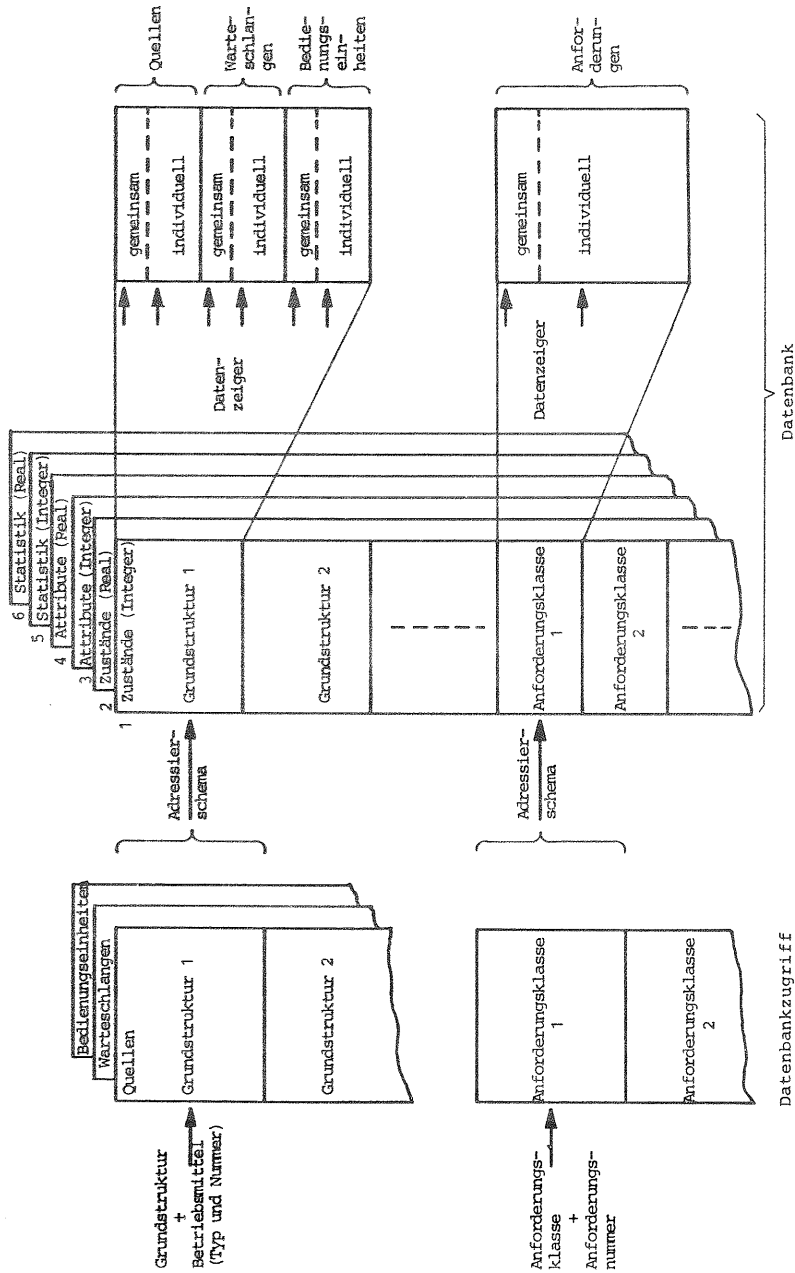 Grundstruktur
+
Betriebsmittel
(Typ und Nummer)
Bedienungseinheiten
Warteschlangen
Quellen
Grundstruktur 1
Grundstruktur 2
Adressier-
schema
6 Statistik (Real)
5 Statistik (Integer)
4 Attribute (Real)
3 Attribute (Integer)
2 Zustände (Real)
1 Zustände (Integer)
Grundstruktur 1
Grundstruktur 2
Daten-
zeiger
gemeinsam
individuell
gemeinsam
individuell
gemeinsam
individuell
Quellen
Warte-
schlan-
gen
Bedie-
nungs-
ein-
heiten
Anforderungs-
klasse
+
Anforderungs-
nummer
Anforderungsklasse
1
Anforderungsklasse
2
Adressier-
schema
Anforderungsklasse
1
Anforderungsklasse
2
Datenzeiger
gemeinsam
individuell
Anfor-
derun-
gen
Datenbankzugriff
Datenbank